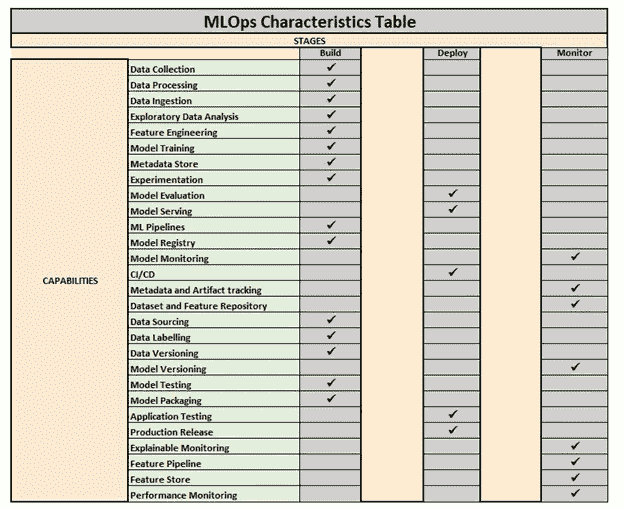 MLOps Characteristics Table
STAGES
Build Deploy Monitor
CAPABILITIES
Data Collection ✓
Data Processing ✓
Data Ingestion ✓
Exploratory Data Analysis ✓
Feature Engineering ✓
Model Training ✓
Metadata Store ✓
Experimentation ✓
Model Evaluation ✓
Model Serving ✓
ML Pipelines ✓
Model Registry ✓
Model Monitoring ✓
CI/CD ✓
Metadata and Artifact tracking ✓
Dataset and Feature Repository ✓
Data Sourcing ✓
Data Labelling ✓
Data Versioning ✓
Model Versioning ✓
Model Testing ✓
Model Packaging ✓
Application Testing ✓
Production Release ✓
Explainable Monitoring ✓
Feature Pipeline ✓
Feature Store ✓
Performance Monitoring ✓